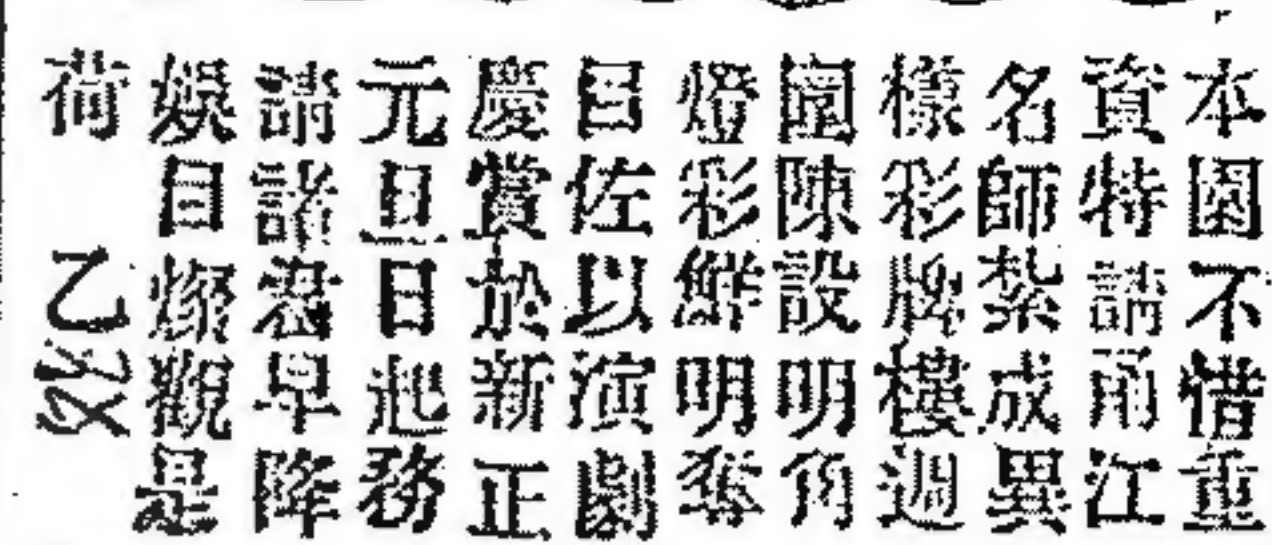 本園不惜重
資特請甬江
名師紮成異
樣彩牌樓週
圍陳設明角
燈彩鮮明奪
目佐以演劇
慶賞於新正
元旦日起務
請諸君早降
娛目燦觀是
荷 乙